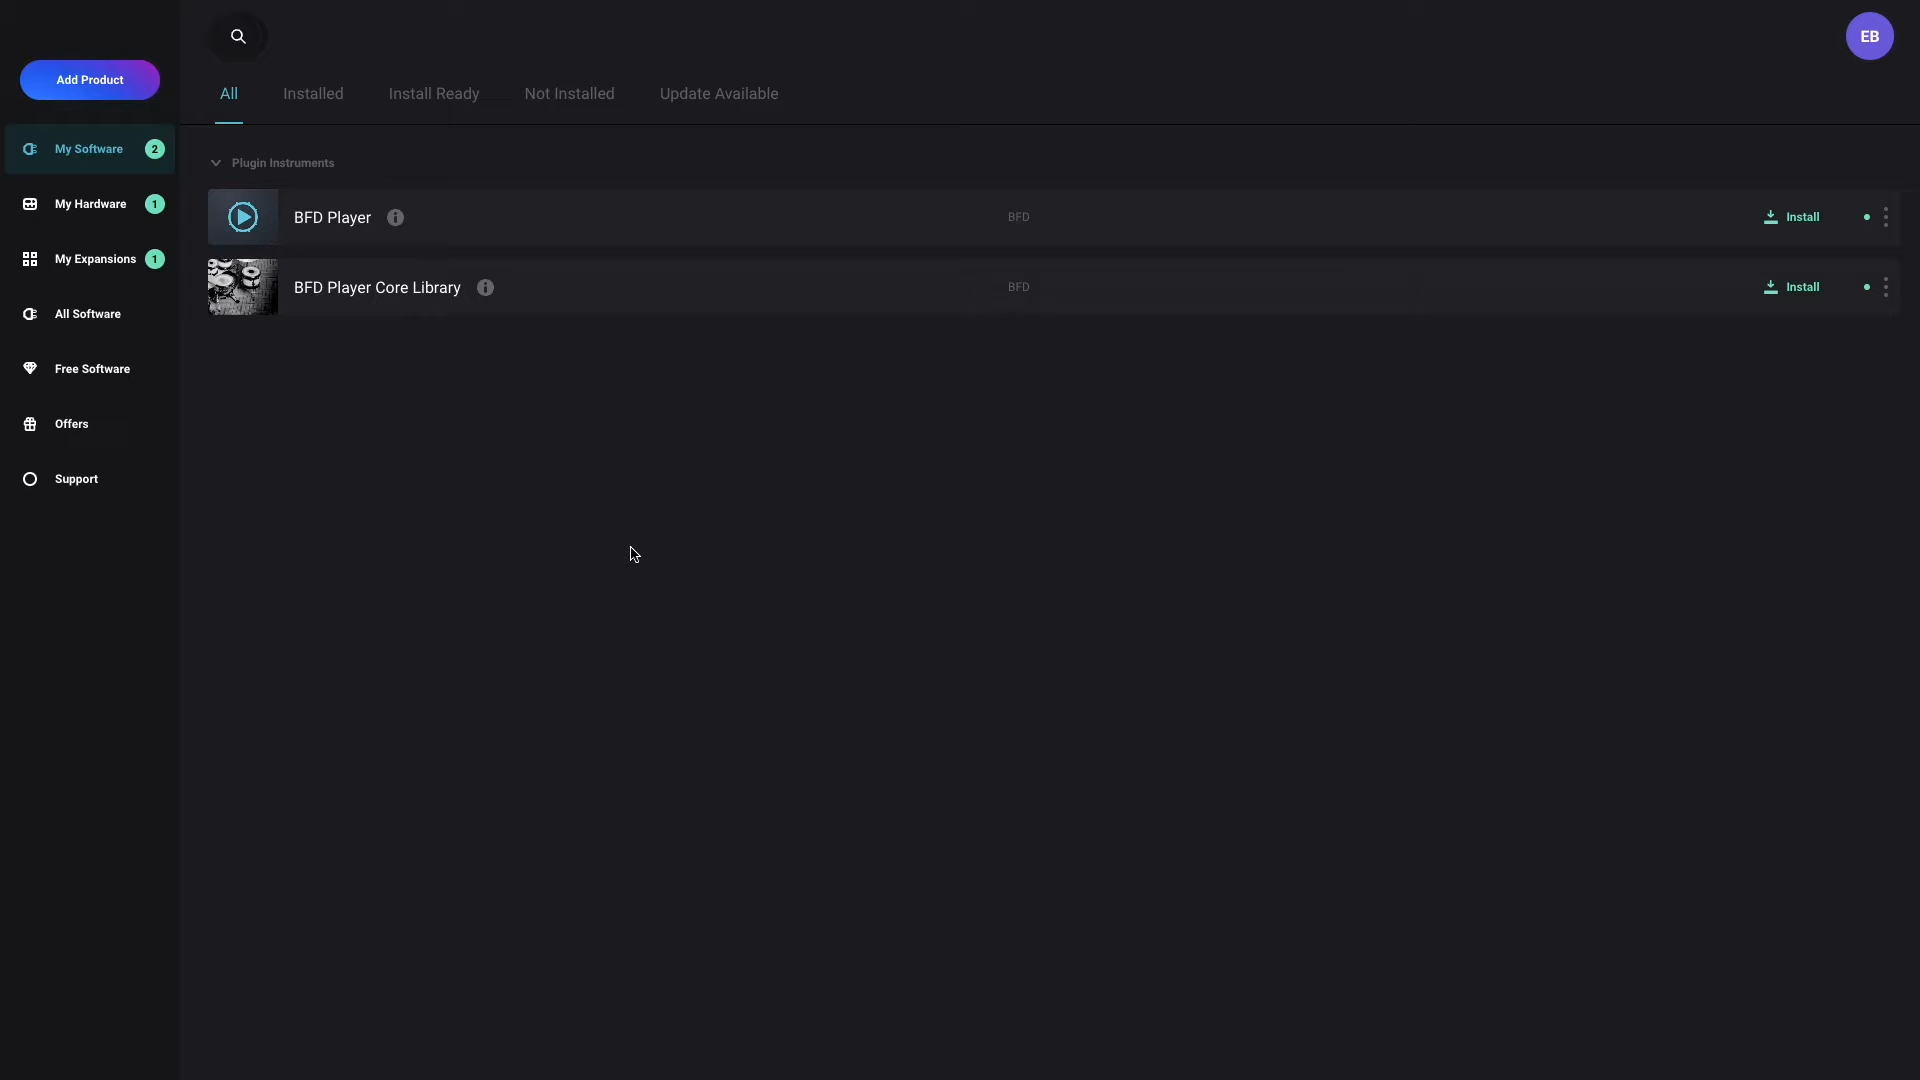 EB
Add Product
All
Installed
Install Ready
Not Installed
Update Available
My Software 2
My Hardware 1
My Expansions 1
All Software
Free Software
Offers
Support
Plugin Instruments
BFD Player
BFD
Install
BFD Player Core Library
BFD
Install